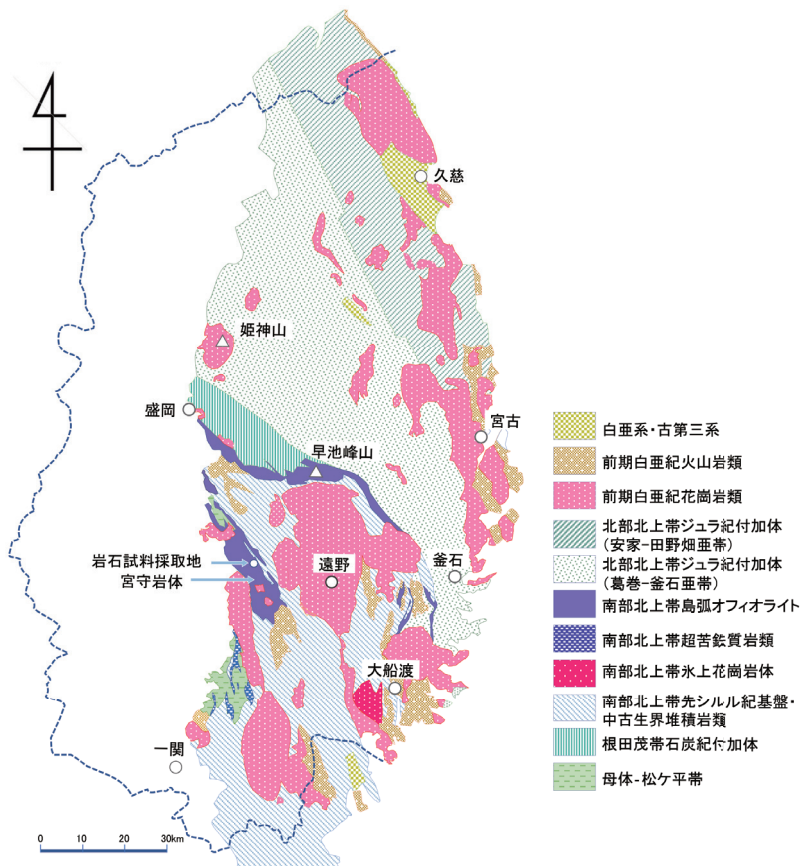 久慈
姫神山
盛岡
宮古
早池峰山
岩石試料採取地
宮守岩体
遠野
釜石
大船渡
一関
0 10 20 30km
白亜系・古第三系
前期白亜紀火山岩類
前期白亜紀花崗岩類
北部北上帯ジュラ紀付加体
(安家−田野畑亜帯)
北部北上帯ジュラ紀付加体
(葛巻−釜石亜帯)
南部北上帯島弧オフィオライト
南部北上帯超苦鉄質岩類
南部北上帯氷上花崗岩体
南部北上帯先シルル紀基盤・
中古生界堆積岩類
根田茂帯石炭紀付加体
母体-松ケ平帯